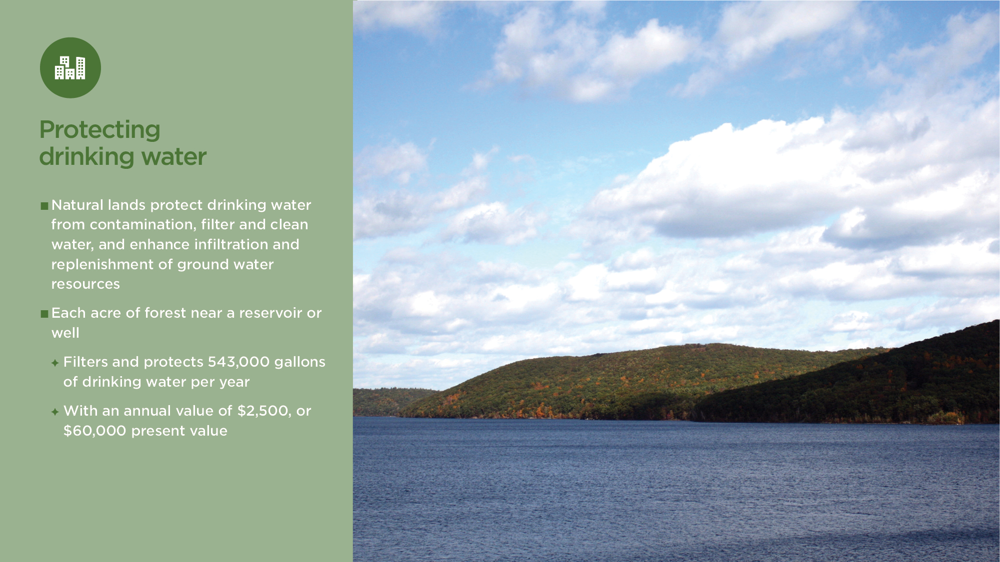 Protecting
drinking water
Natural lands protect drinking water
from contamination, filter and clean
water, and enhance infiltration and
replenishment of ground water
resources
Each acre of forest near a reservoir or
well
Filters and protects 543,000 gallons
of drinking water per year
With an annual value of $2,500, or
$60,000 present value